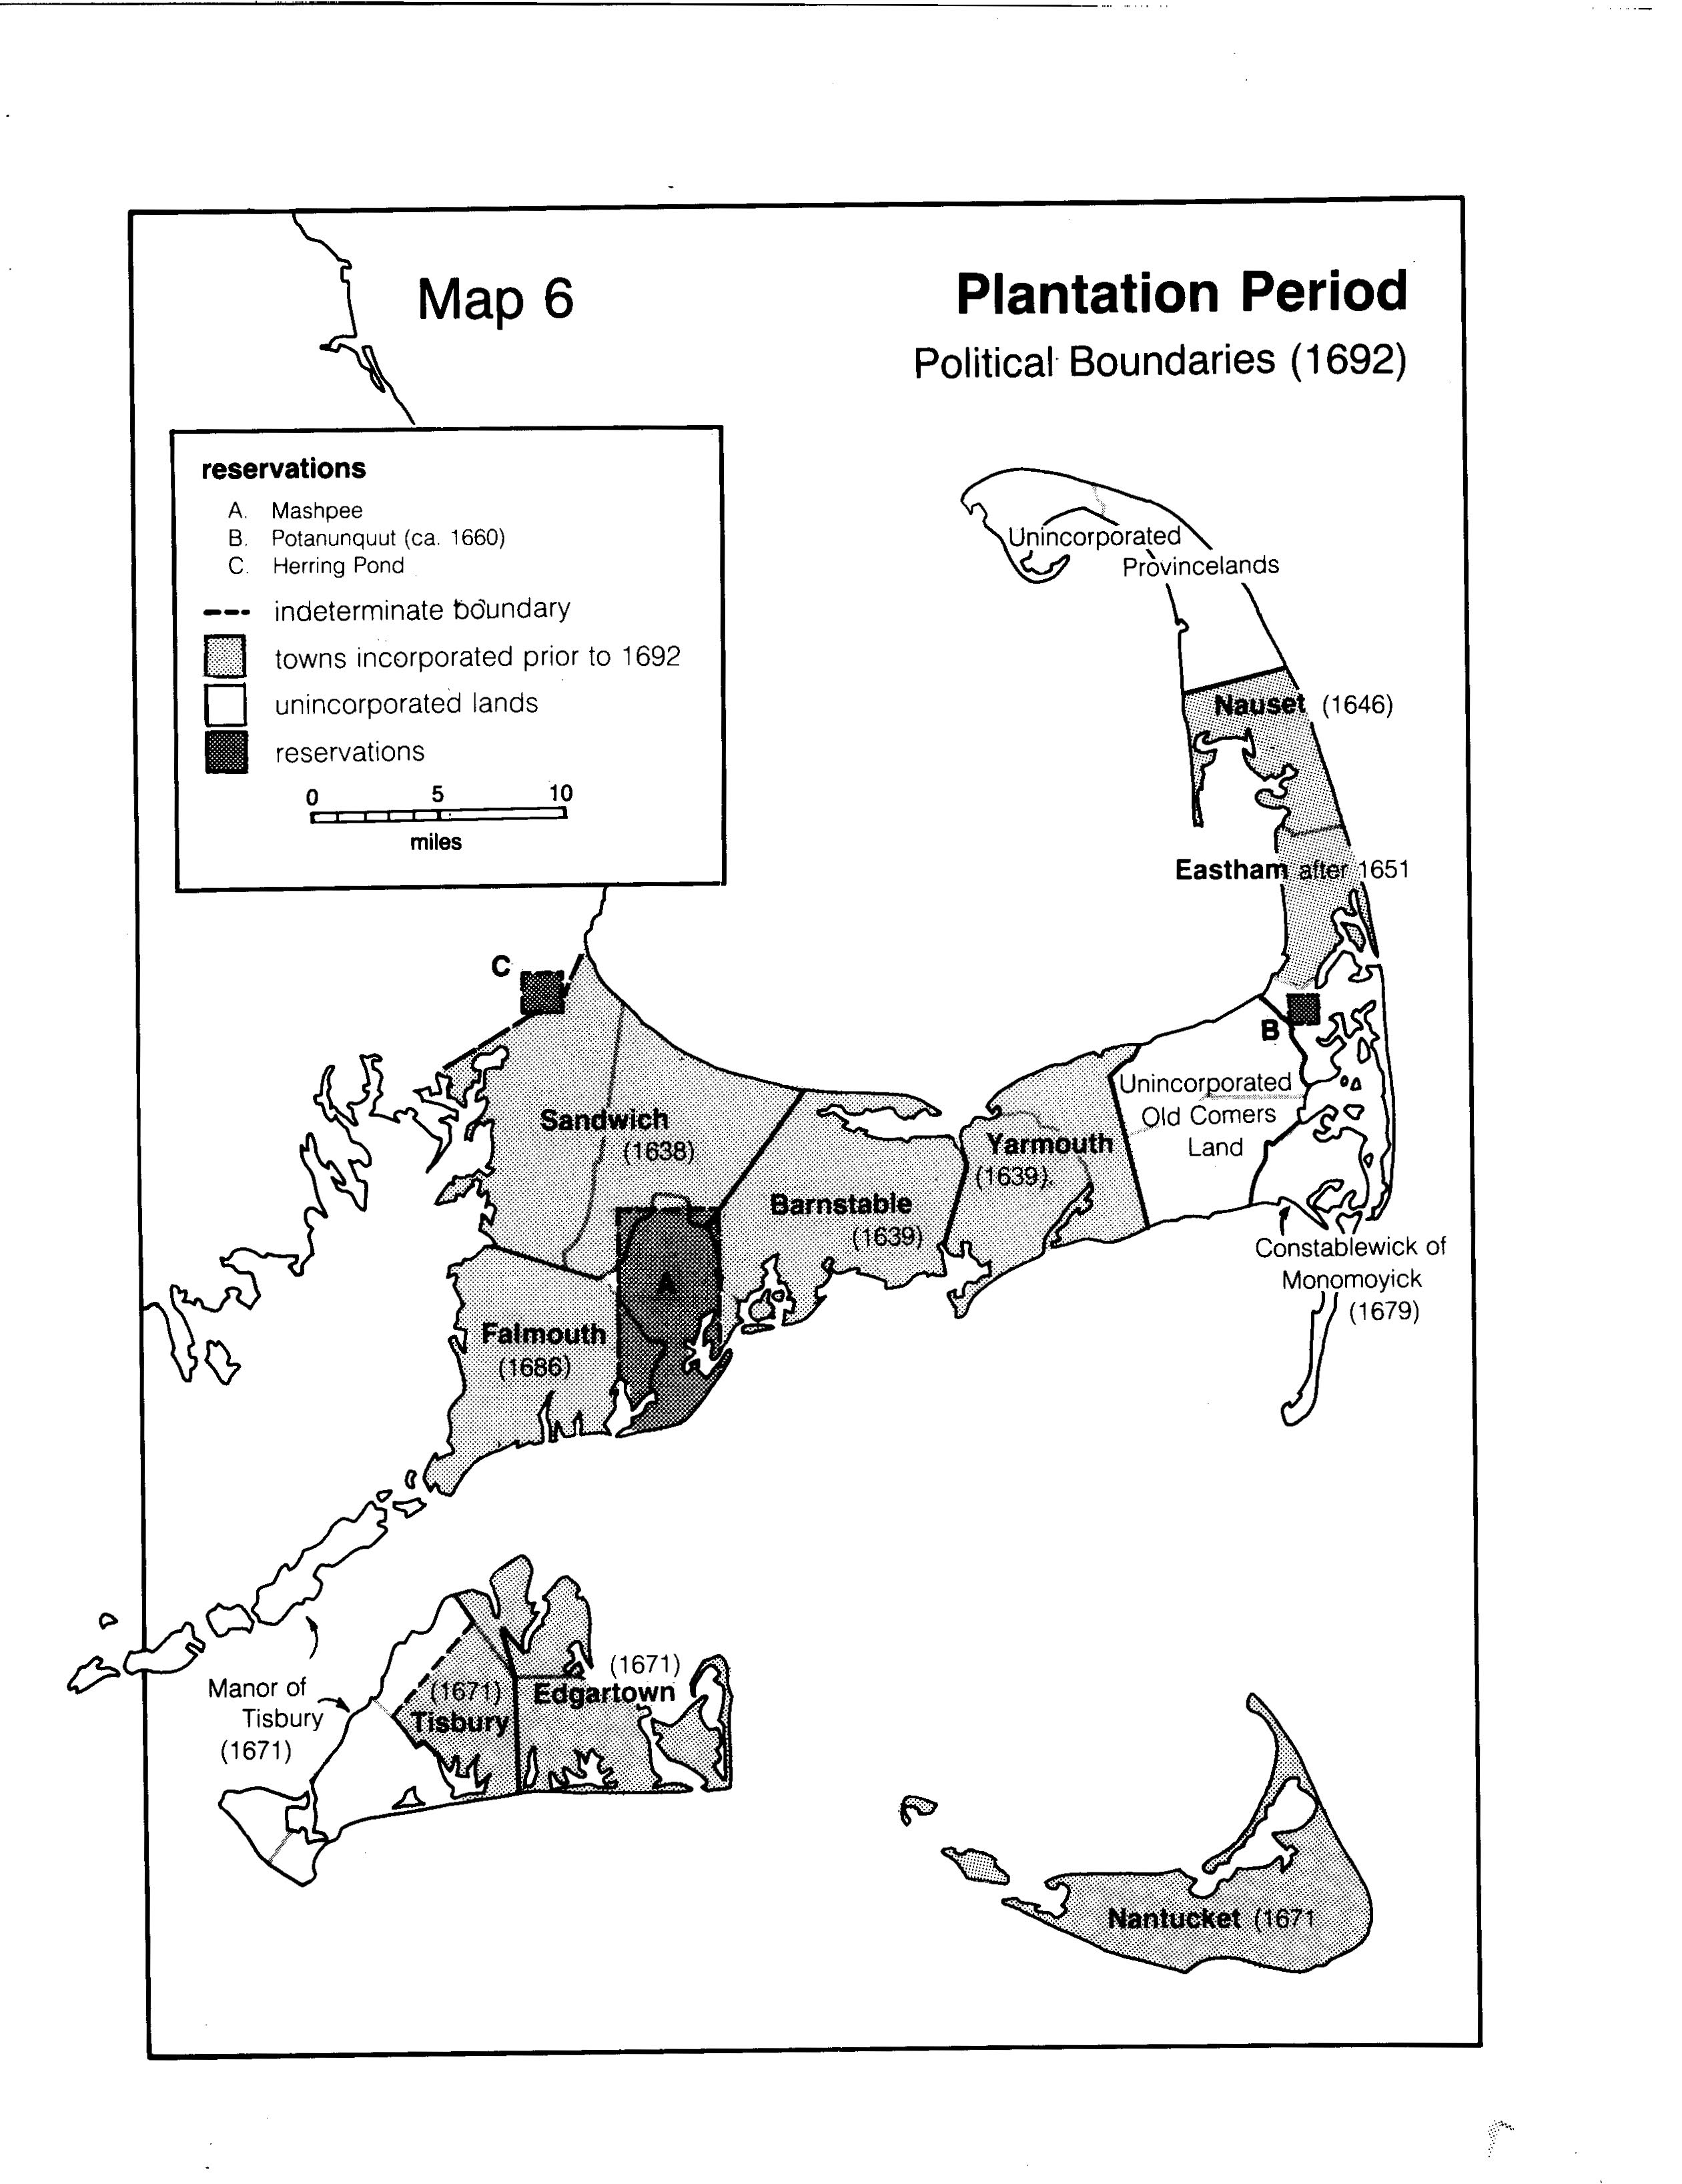 Map 6
Plantation Period
Political Boundaries (1692)
reservations
A. Mashpee
B. Potanunquut (ca. 1660)
C. Herring Pond
indeterminate boundary
towns incorporated prior to 1692
unincorporated lands
reservations
0 5 10
miles
Unincorporated
Provincelands
Nauset (1646)
Eastham after 1651
C
B
Unincorporated
Old Comers
Land
Sandwich
(1638)
Yarmouth
(1639)
Barnstable
(1639)
A
Constablewick of
Monomoyick
(1679)
Falmouth
(1686)
Manor of
Tisbury
(1671)
(1671)
Tisbury
(1671)
Edgartown
Nantucket (1671